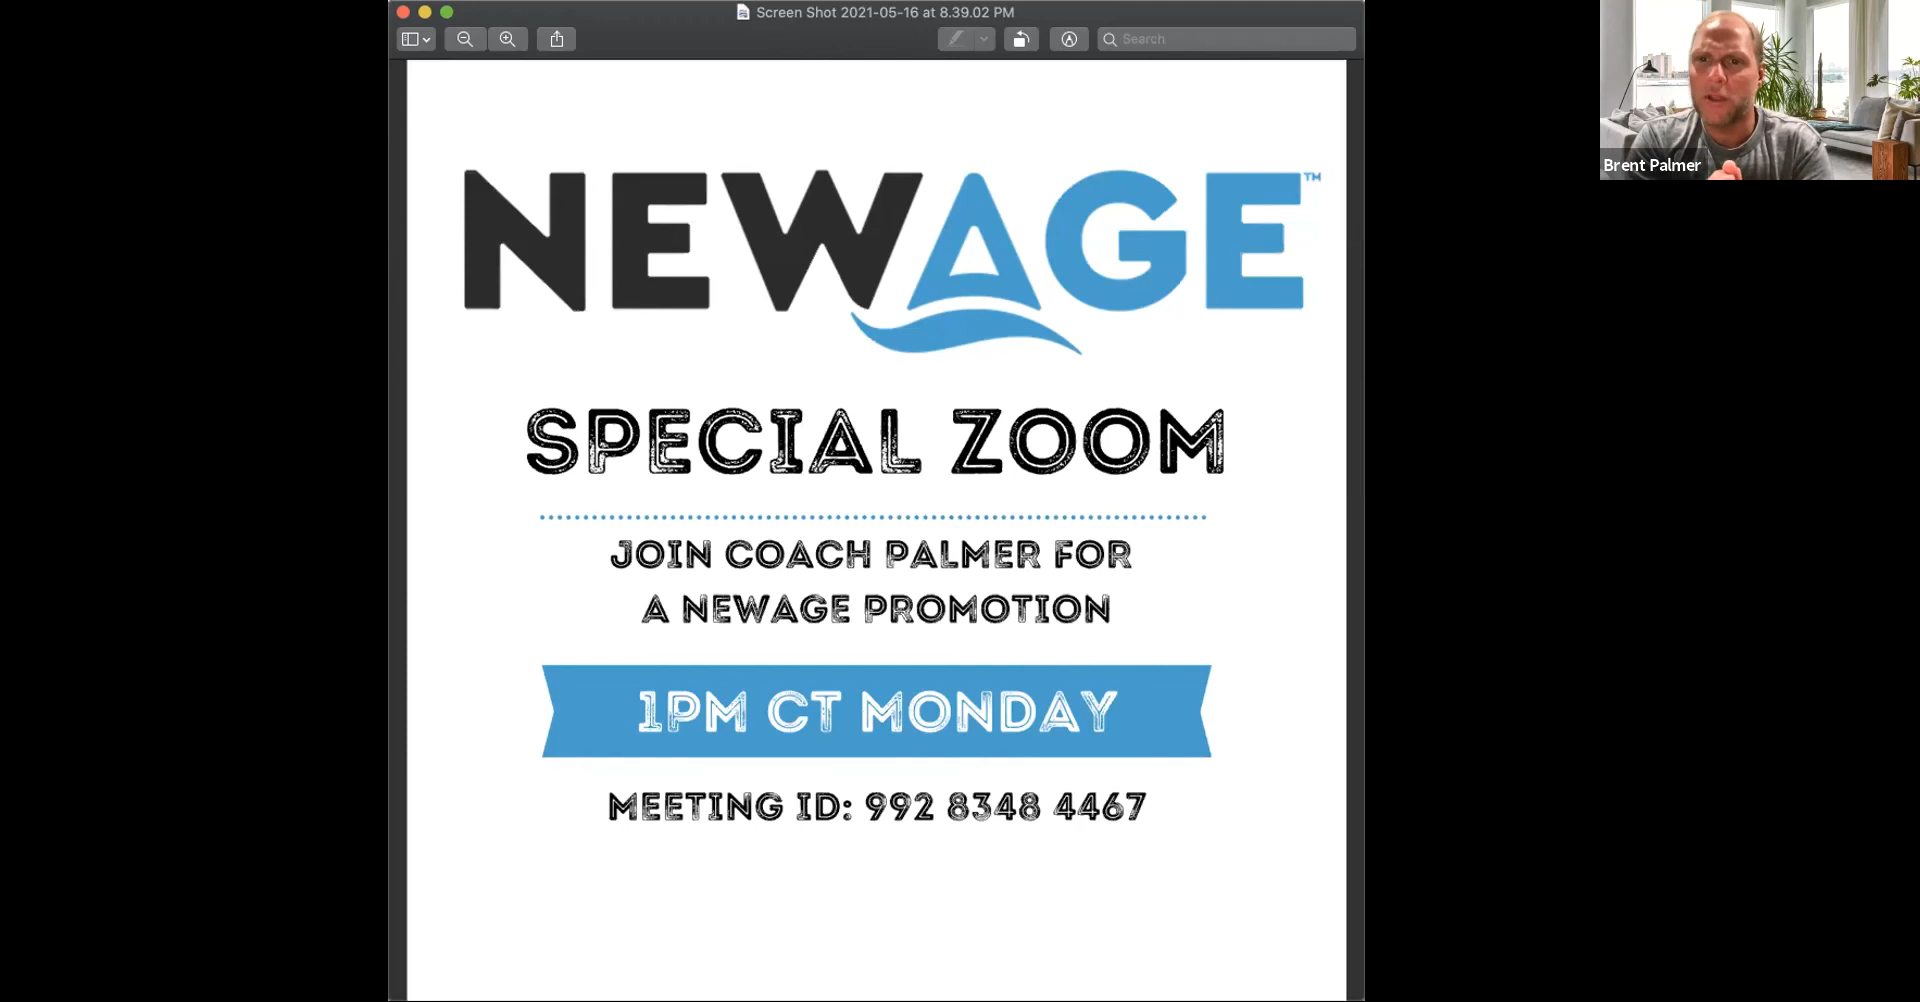 Screen Shot 2021-05-16 at 8.39.02 PM
Search
NEWAGE™
SPECIAL ZOOM
JOIN COACH PALMER FOR
A NEWAGE PROMOTION
1PM CT MONDAY
MEETING ID: 992 8348 4467
Brent Palmer